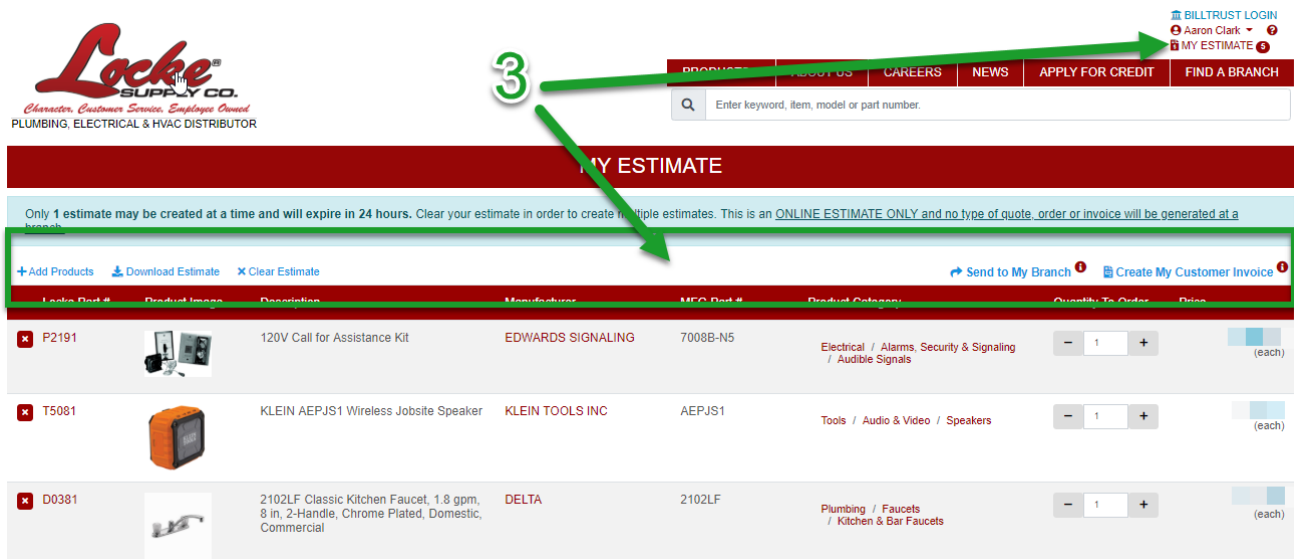 BILLTRUST LOGIN
Aaron Clark
MY ESTIMATE 5
Locke®
SUPPLY CO.
Character, Customer Service, Employee Owned
PLUMBING, ELECTRICAL & HVAC DISTRIBUTOR
3
PRODUCTS ABOUT US CAREERS NEWS APPLY FOR CREDIT FIND A BRANCH
Enter keyword, item, model or part number.
MY ESTIMATE
Only 1 estimate may be created at a time and will expire in 24 hours. Clear your estimate in order to create multiple estimates. This is an ONLINE ESTIMATE ONLY and no type of quote, order or invoice will be generated at a
branch.
+ Add Products Download Estimate × Clear Estimate Send to My Branch Create My Customer Invoice
Locke Part # Product Image Description Manufacturer MFG Part # Product Category Quantity To Order Price
P2191 120V Call for Assistance Kit EDWARDS SIGNALING 7008B-N5 Electrical / Alarms, Security & Signaling − 1 +
/ Audible Signals
(each)
T5081 KLEIN AEPJS1 Wireless Jobsite Speaker KLEIN TOOLS INC AEPJS1 Tools / Audio & Video / Speakers − 1 +
(each)
D0381 2102LF Classic Kitchen Faucet, 1.8 gpm, DELTA 2102LF Plumbing / Faucets − 1 +
8 in, 2-Handle, Chrome Plated, Domestic, / Kitchen & Bar Faucets (each)
Commercial